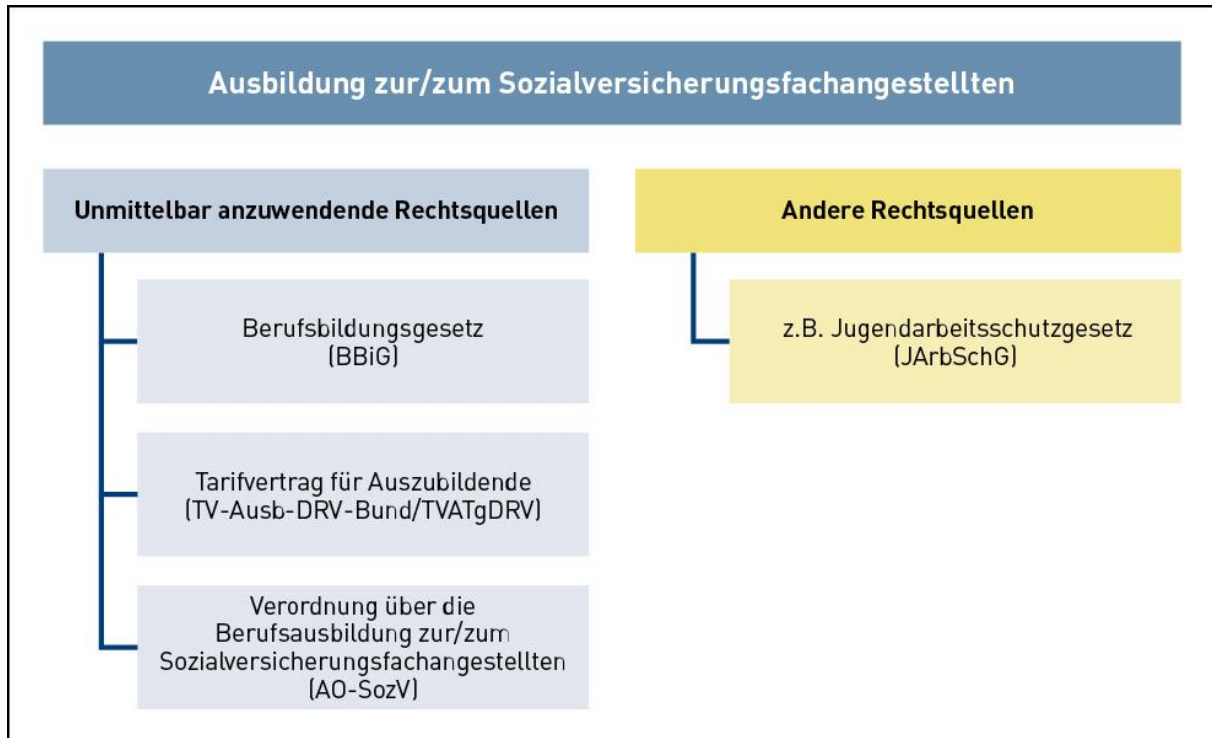 Ausbildung zur/zum Sozialversicherungsfachangestellten
Unmittelbar anzuwendende Rechtsquellen
Berufsbildungsgesetz
(BBiG)
Tarifvertrag für Auszubildende
(TV-Ausb-DRV-Bund/TVATgDRV)
Verordnung über die
Berufsausbildung zur/zum
Sozialversicherungsfachangestellten
(AO-SozV)
Andere Rechtsquellen
z.B. Jugendarbeitsschutzgesetz
(JArbSchG)